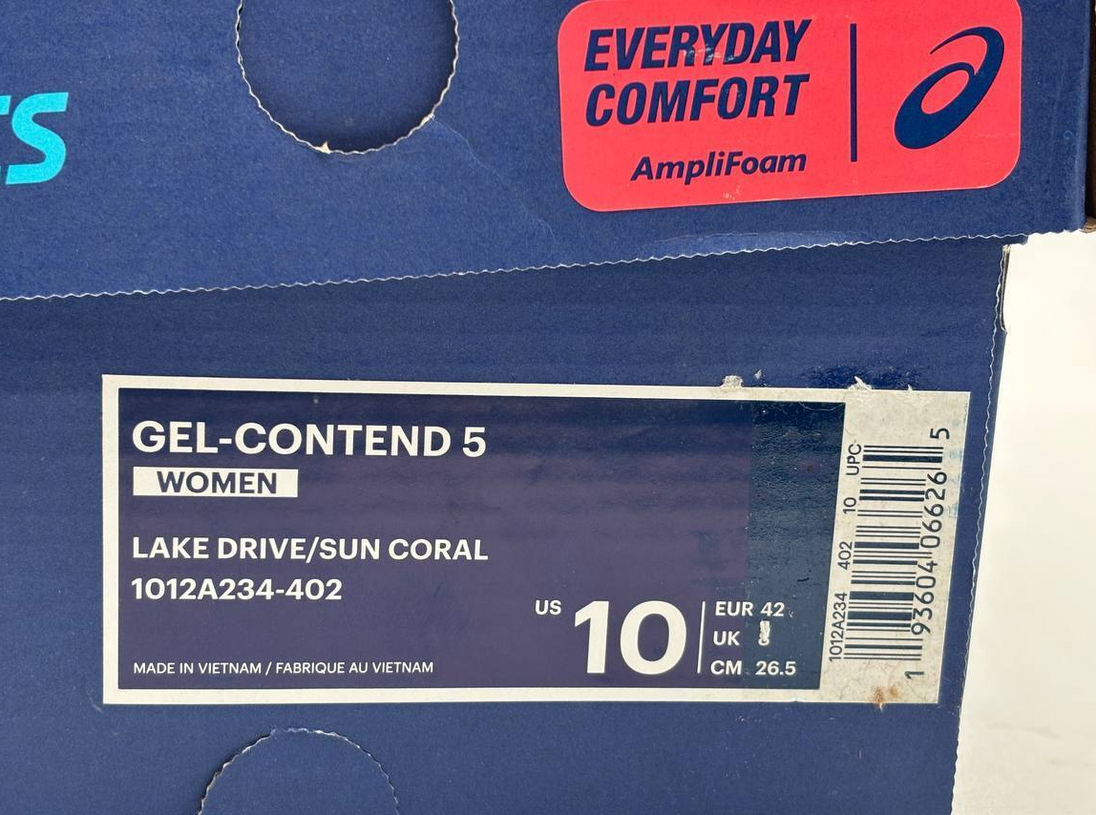 CS
EVERYDAY
COMFORT
AmpliFoam
GEL-CONTEND 5
WOMEN
LAKE DRIVE/SUN CORAL
1012A234-402
MADE IN VIETNAM / FABRIQUE AU VIETNAM
US 10
EUR 42
UK
CM 26.5
1012A234 402 10 UPC
1 93604 06626 5